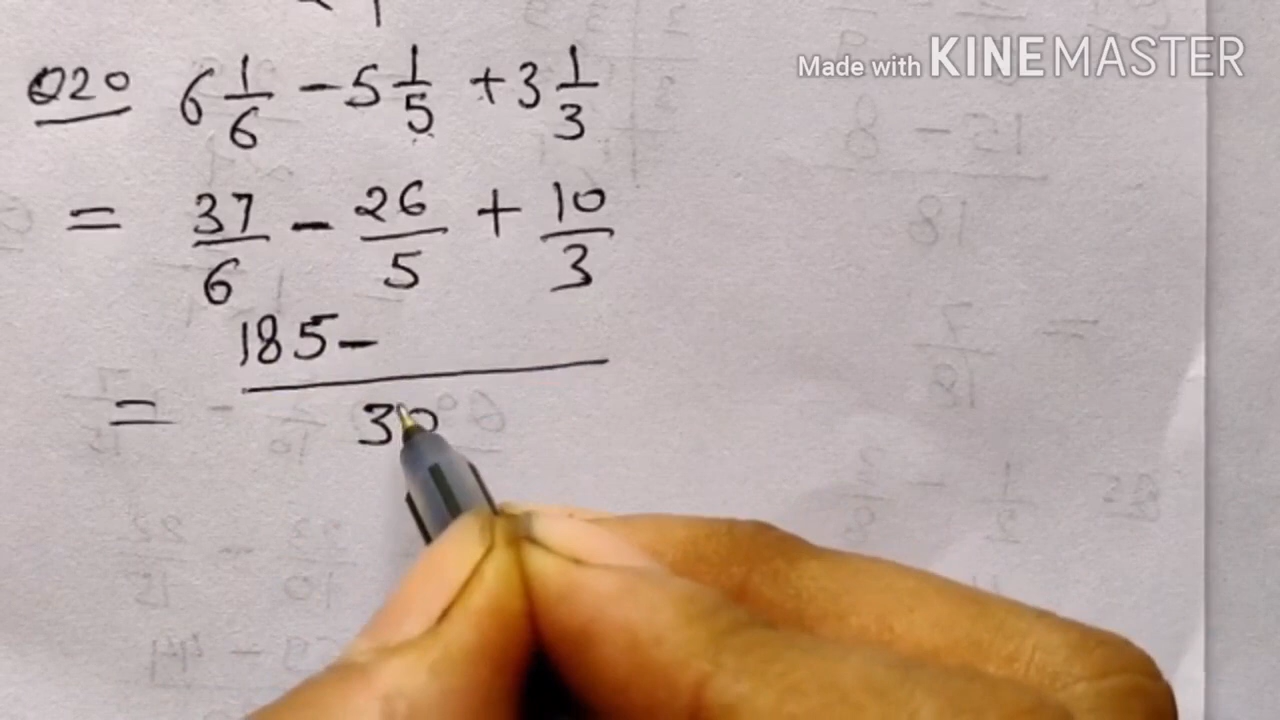 Made with KINEMASTER
Q20 6 1/6 - 5 1/5 + 3 1/3
= 37/6 - 26/5 + 10/3
185 -
= 30